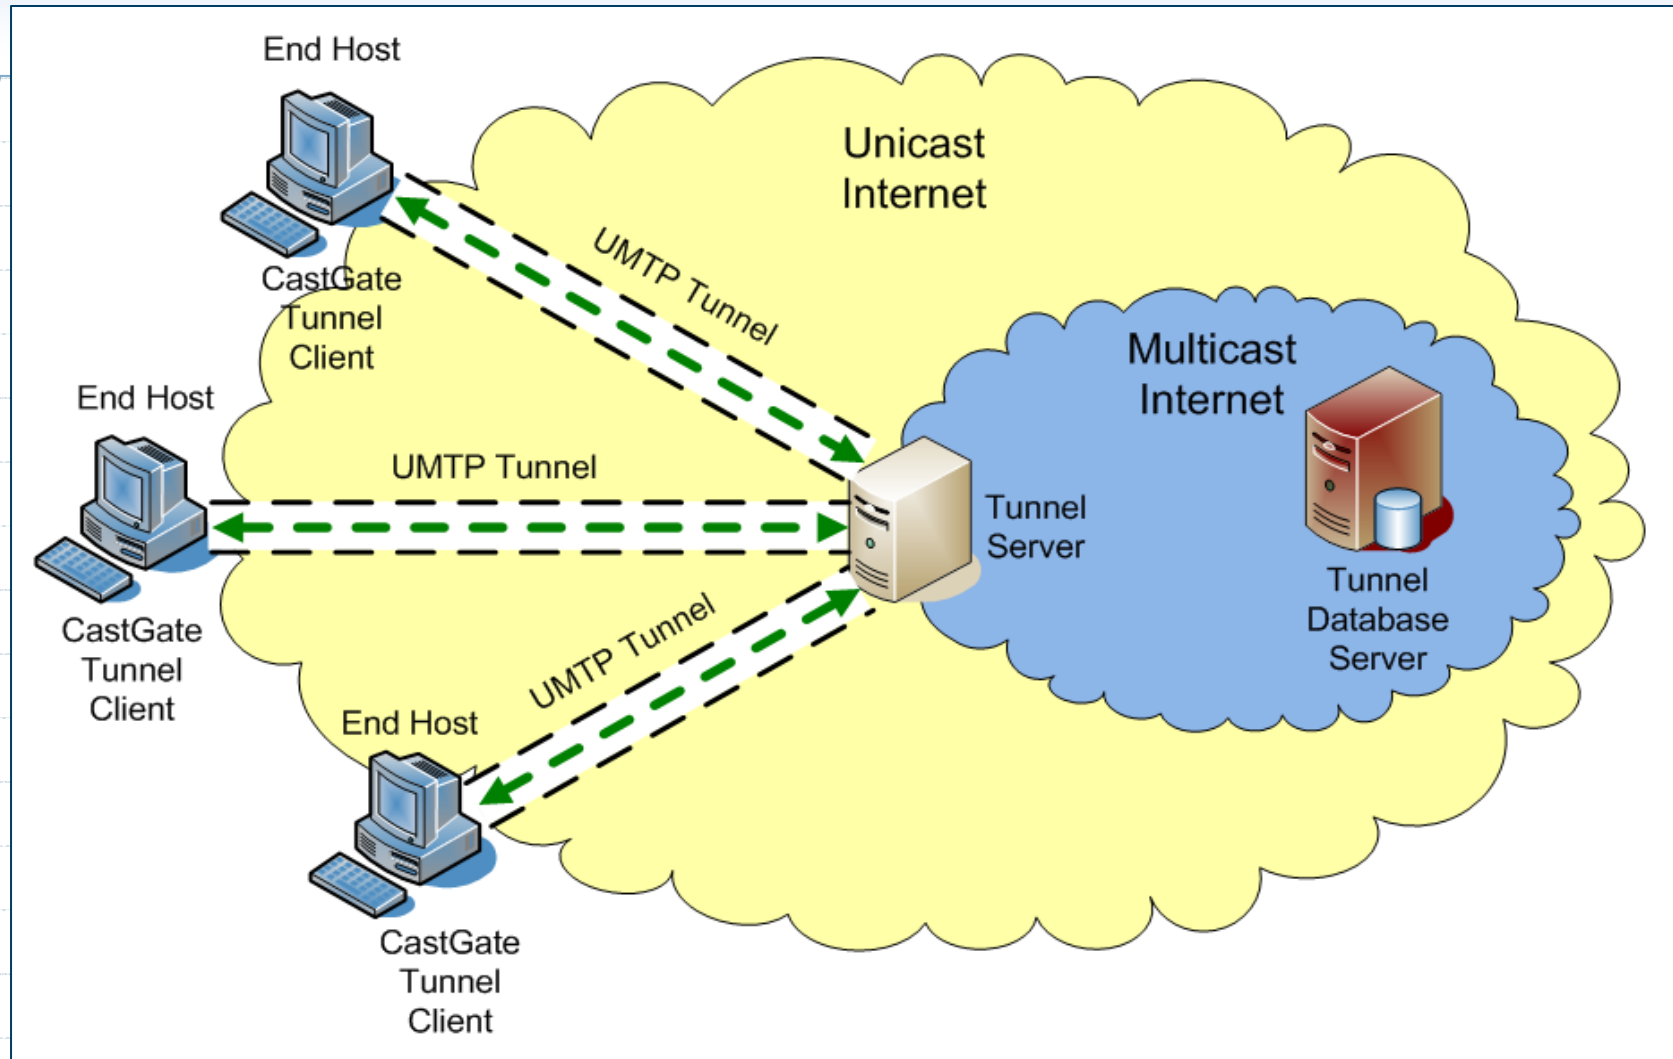 End Host
CastGate
Tunnel
Client
Unicast
Internet
UMTP Tunnel
Multicast
Internet
End Host
CastGate
Tunnel
Client
UMTP Tunnel
Tunnel
Server
Tunnel
Database
Server
UMTP Tunnel
End Host
CastGate
Tunnel
Client